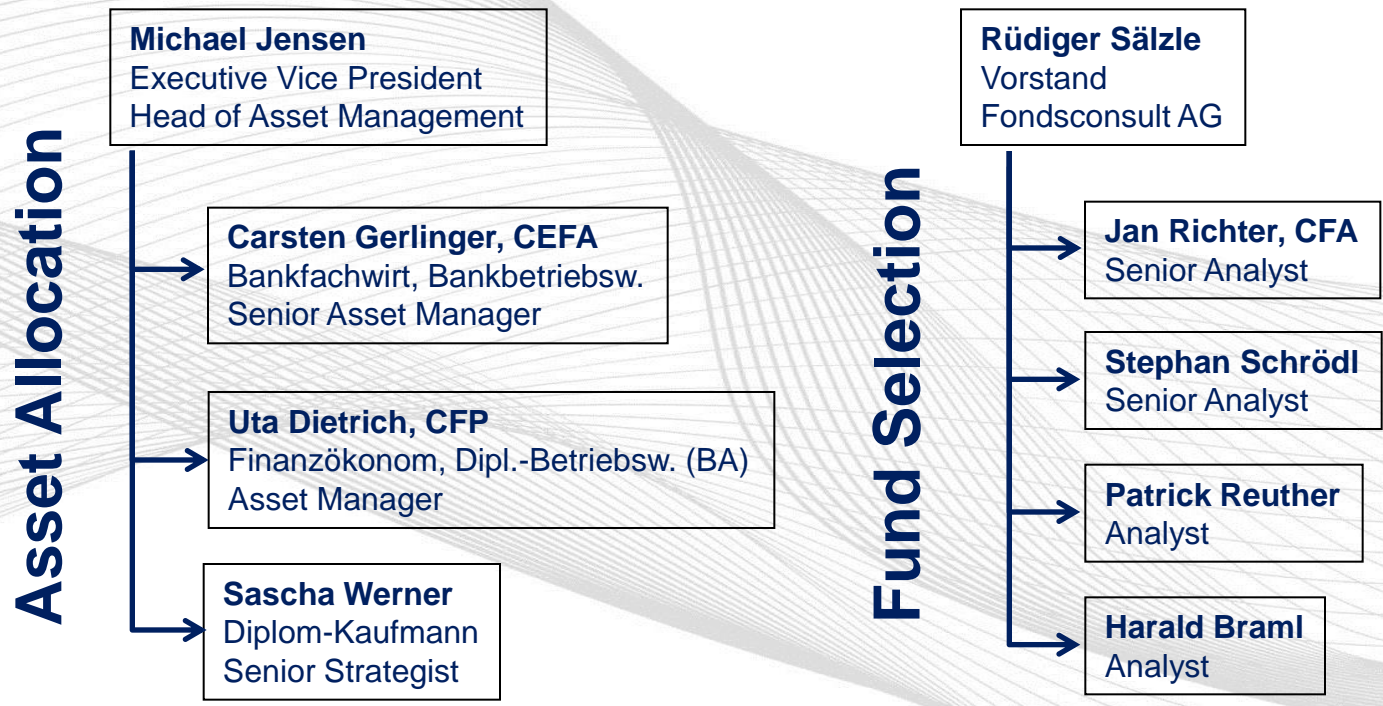 Asset Allocation
Michael Jensen
Executive Vice President
Head of Asset Management
Carsten Gerlinger, CEFA
Bankfachwirt, Bankbetriebsw.
Senior Asset Manager
Uta Dietrich, CFP
Finanzökonom, Dipl.-Betriebsw. (BA)
Asset Manager
Sascha Werner
Diplom-Kaufmann
Senior Strategist
Fund Selection
Rüdiger Sälzle
Vorstand
Fondsconsult AG
Jan Richter, CFA
Senior Analyst
Stephan Schrödl
Senior Analyst
Patrick Reuther
Analyst
Harald Braml
Analyst